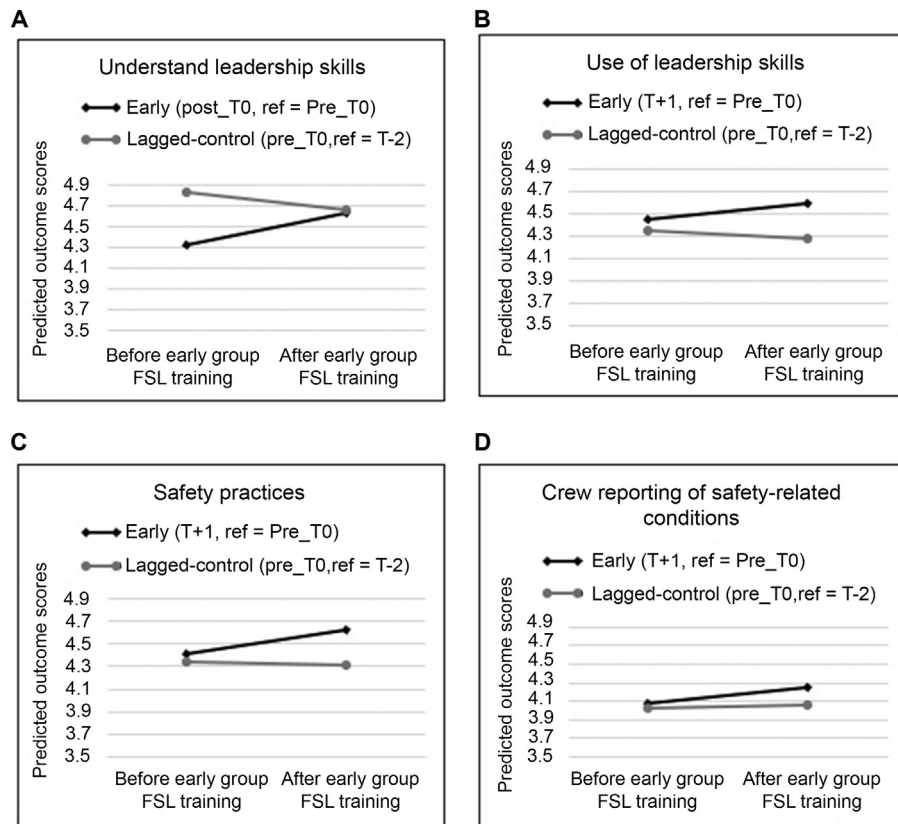 A
Understand leadership skills
Early (post_T0, ref = Pre_T0)
Lagged-control (pre_T0,ref = T-2)
Predicted outcome scores
4.9
4.7
4.5
4.3
4.1
3.9
3.7
3.5
Before early group After early group
FSL training FSL training
B
Use of leadership skills
Early (T+1, ref = Pre_T0)
Lagged-control (pre_T0,ref = T-2)
Predicted outcome scores
4.9
4.7
4.5
4.3
4.1
3.9
3.7
3.5
Before early group After early group
FSL training FSL training
C
Safety practices
Early (T+1, ref = Pre_T0)
Lagged-control (pre_T0,ref = T-2)
Predicted outcome scores
4.9
4.7
4.5
4.3
4.1
3.9
3.7
3.5
Before early group After early group
FSL training FSL training
D
Crew reporting of safety-related
conditions
Early (T+1, ref = Pre_T0)
Lagged-control (pre_T0,ref = T-2)
Predicted outcome scores
4.9
4.7
4.5
4.3
4.1
3.9
3.7
3.5
Before early group After early group
FSL training FSL training